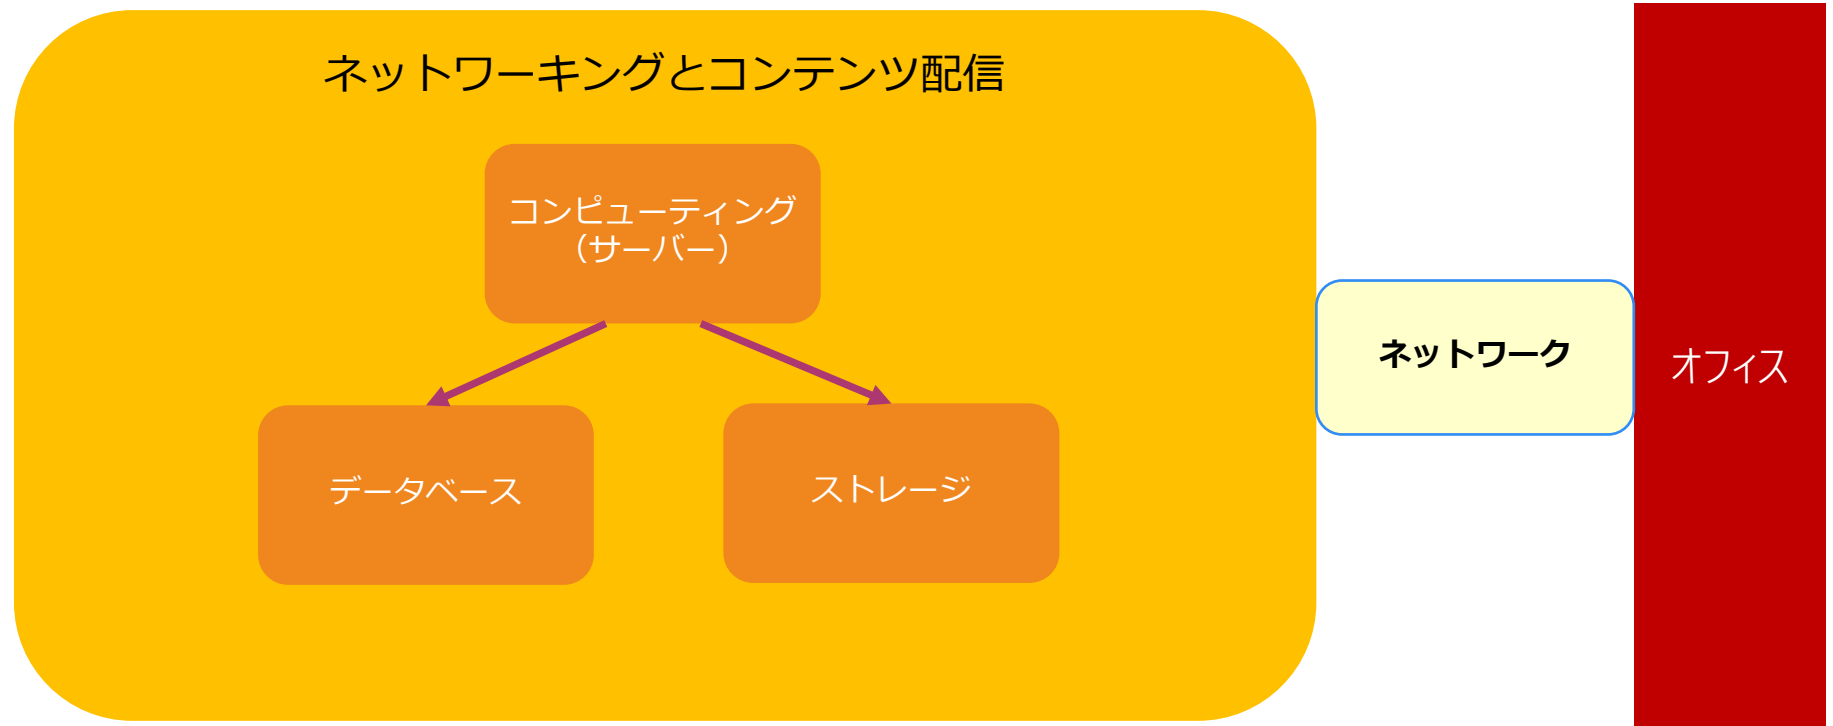 ネットワーキングとコンテンツ配信
コンピューティング
（サーバー）
ネットワーク
オフィス
データベース
ストレージ